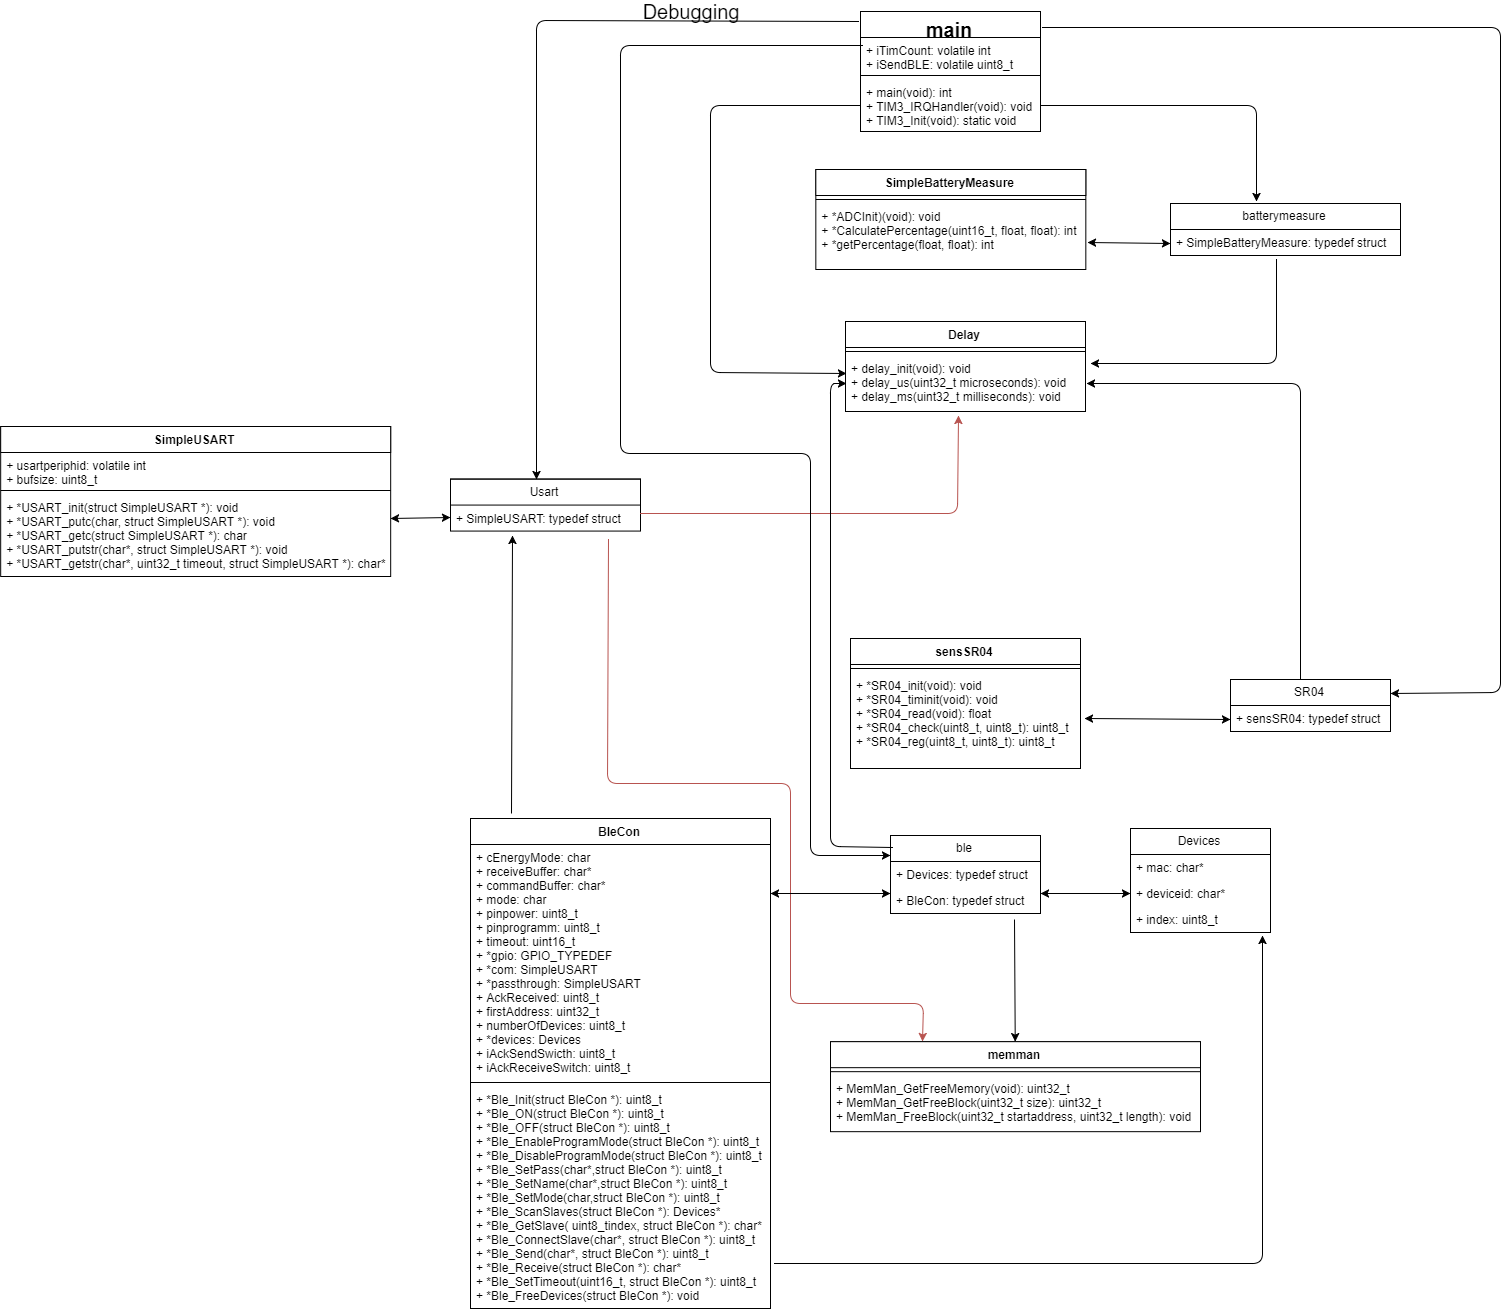 Debugging
main
+ iTimCount: volatile int
+ iSendBLE: volatile uint8_t
+ main(void): int
+ TIM3_IRQHandler(void): void
+ TIM3_Init(void): static void
SimpleBatteryMeasure
+ *ADCInit)(void): void
+ *CalculatePercentage(uint16_t, float, float): int
+ *getPercentage(float, float): int
batterymeasure
+ SimpleBatteryMeasure: typedef struct
Delay
+ delay_init(void): void
+ delay_us(uint32_t microseconds): void
+ delay_ms(uint32_t milliseconds): void
SimpleUSART
+ usartperiphid: volatile int
+ bufsize: uint8_t
+ *USART_init(struct SimpleUSART *): void
+ *USART_putc(char, struct SimpleUSART *): void
+ *USART_getc(struct SimpleUSART *): char
+ *USART_putstr(char*, struct SimpleUSART *): void
+ *USART_getstr(char*, uint32_t timeout, struct SimpleUSART *): char*
Usart
+ SimpleUSART: typedef struct
sensSR04
+ *SR04_init(void): void
+ *SR04_timinit(void): void
+ *SR04_read(void): float
+ *SR04_check(uint8_t, uint8_t): uint8_t
+ *SR04_reg(uint8_t, uint8_t): uint8_t
SR04
+ sensSR04: typedef struct
BleCon
+ cEnergyMode: char
+ receiveBuffer: char*
+ commandBuffer: char*
+ mode: char
+ pinpower: uint8_t
+ pinprogramm: uint8_t
+ timeout: uint16_t
+ *gpio: GPIO_TYPEDEF
+ *com: SimpleUSART
+ *passthrough: SimpleUSART
+ AckReceived: uint8_t
+ firstAddress: uint32_t
+ numberOfDevices: uint8_t
+ *devices: Devices
+ iAckSendSwicth: uint8_t
+ iAckReceiveSwitch: uint8_t
+ *Ble_Init(struct BleCon *): uint8_t
+ *Ble_ON(struct BleCon *): uint8_t
+ *Ble_OFF(struct BleCon *): uint8_t
+ *Ble_EnableProgramMode(struct BleCon *): uint8_t
+ *Ble_DisableProgramMode(struct BleCon *): uint8_t
+ *Ble_SetPass(char*,struct BleCon *): uint8_t
+ *Ble_SetName(char*,struct BleCon *): uint8_t
+ *Ble_SetMode(char,struct BleCon *): uint8_t
+ *Ble_ScanSlaves(struct BleCon *): Devices*
+ *Ble_GetSlave( uint8_tindex, struct BleCon *): char*
+ *Ble_ConnectSlave(char*, struct BleCon *): uint8_t
+ *Ble_Send(char*, struct BleCon *): uint8_t
+ *Ble_Receive(struct BleCon *): char*
+ *Ble_SetTimeout(uint16_t, struct BleCon *): uint8_t
+ *Ble_FreeDevices(struct BleCon *): void
ble
+ Devices: typedef struct
+ BleCon: typedef struct
Devices
+ mac: char*
+ deviceid: char*
+ index: uint8_t
memman
+ MemMan_GetFreeMemory(void): uint32_t
+ MemMan_GetFreeBlock(uint32_t size): uint32_t
+ MemMan_FreeBlock(uint32_t startaddress, uint32_t length): void